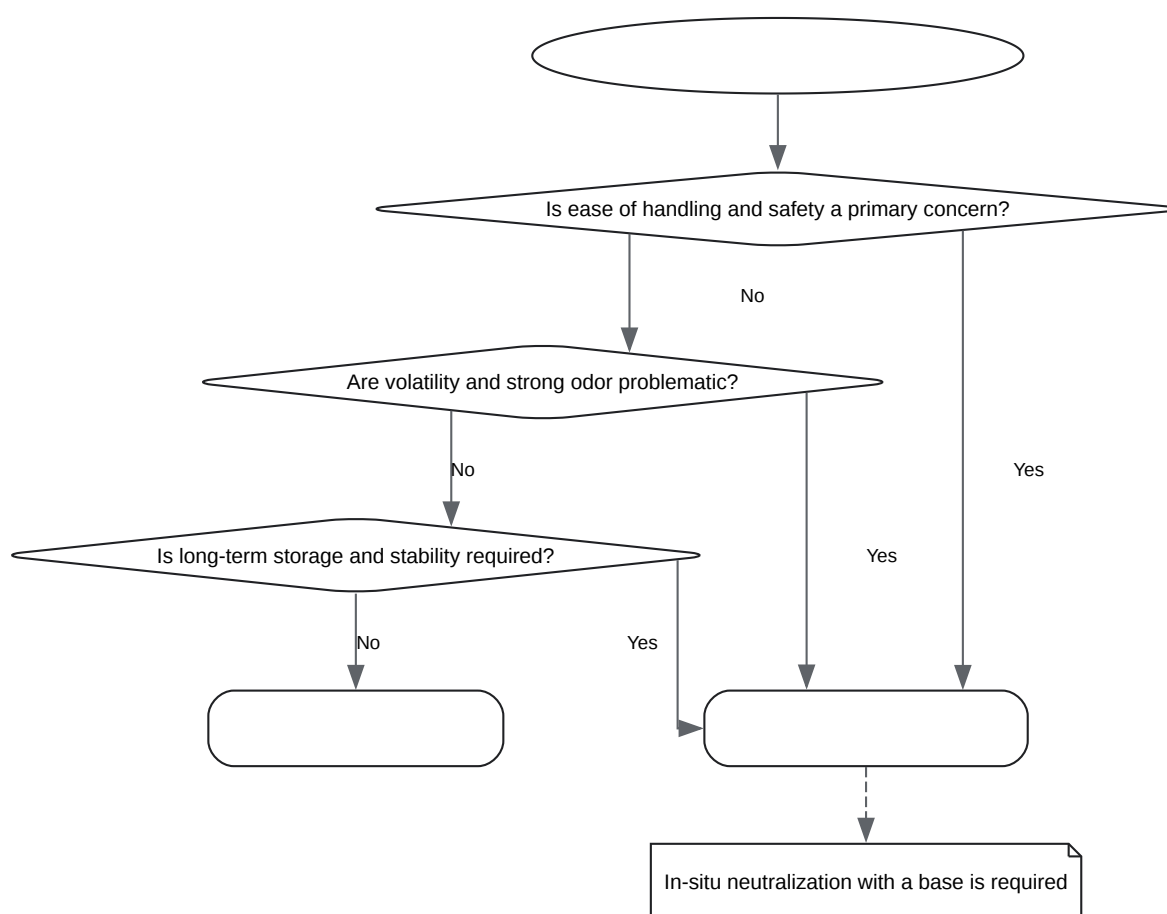 Is ease of handling and safety a primary concern?
No
Are volatility and strong odor problematic?
No
Yes
Is long-term storage and stability required?
Yes
No
Yes
In-situ neutralization with a base is required